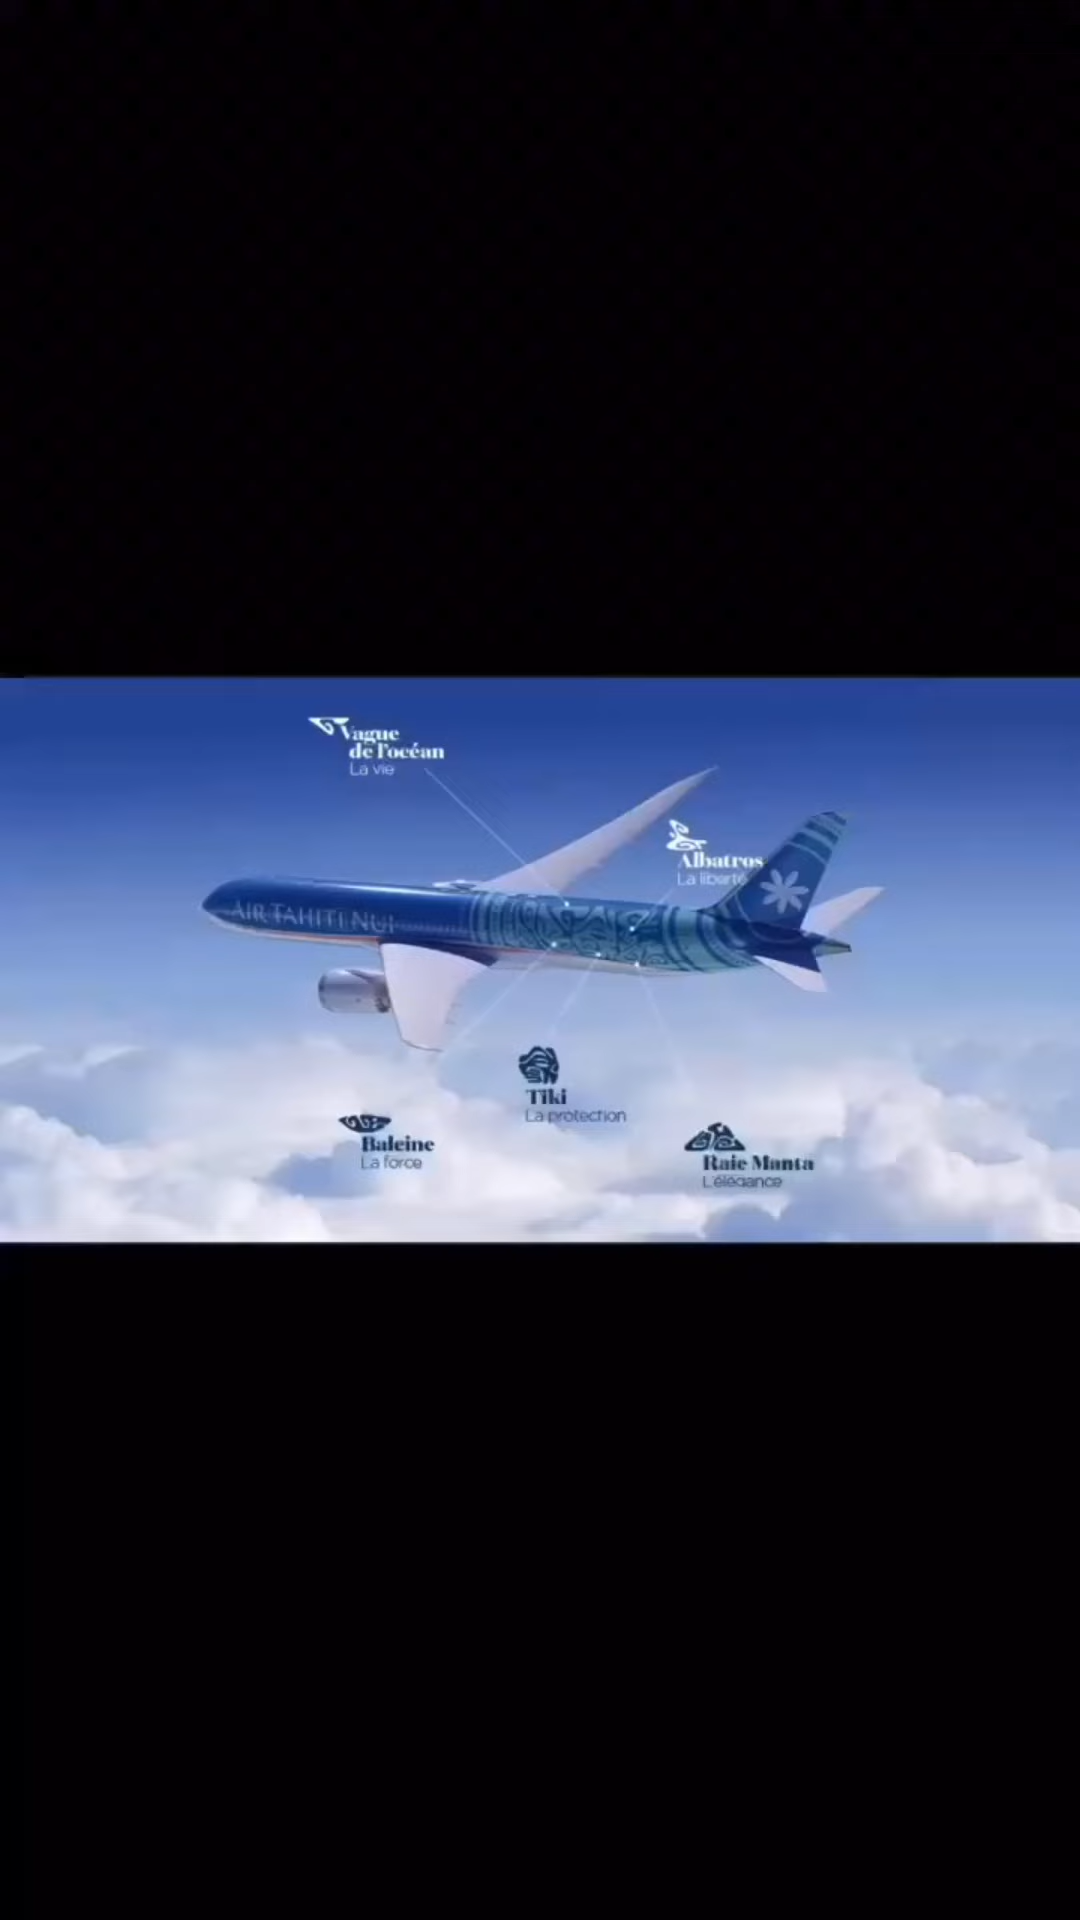 Vague
de l'océan
La vie
Albatros
La liberté
AIR TAHITI NUI
Tiki
La protection
Baleine
La force
Raie Manta
L'élégance